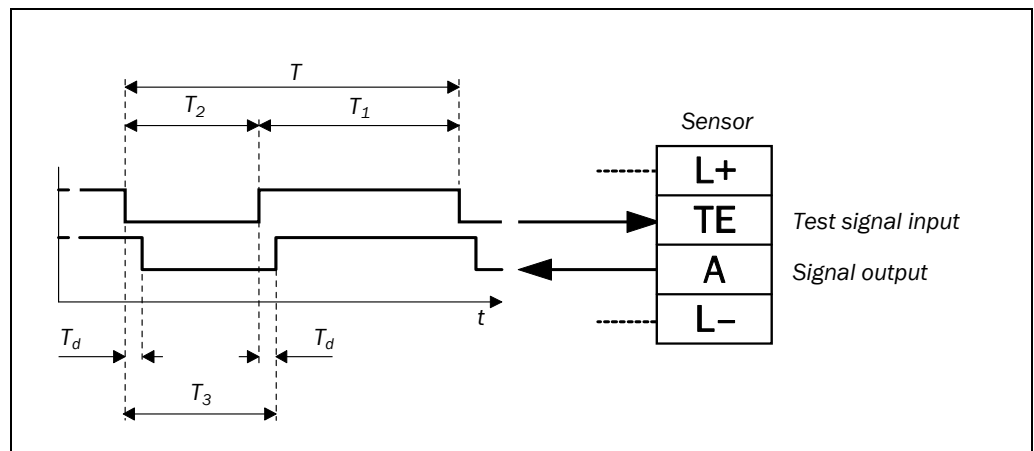 T
T2 T1
Sensor
L+
TE Test signal input
A Signal output
L–
t
Td Td
T3